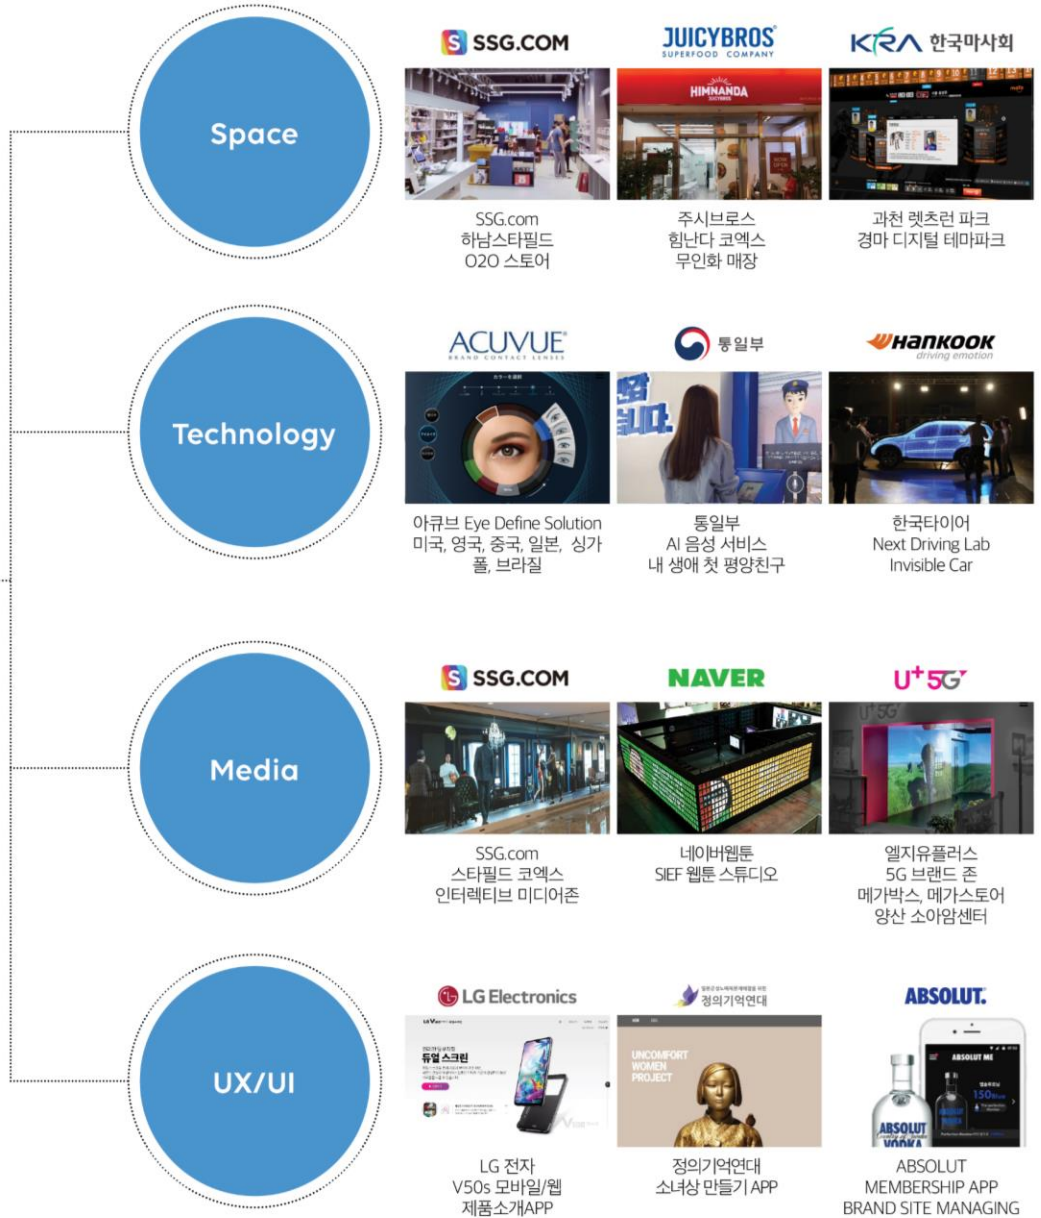 Space
SSG.COM
JUICYBROS
SUPERFOOD COMPANY
KRA 한국마사회
HIMNANDA
JUICYBROS
SSG.com
하남스타필드
O2O 스토어
주시브로스
힘난다 코엑스
무인화 매장
과천 렛츠런 파크
경마 디지털 테마파크
Technology
ACUVUE®
BRAND CONTACT LENSES
통일부
HANKOOK
driving emotion
아큐브 Eye Define Solution
미국, 영국, 중국, 일본, 싱가
폴, 브라질
통일부
AI 음성 서비스
내 생애 첫 평양친구
한국타이어
Next Driving Lab
Invisible Car
Media
SSG.COM
NAVER
U+5G
U+5G
SSG.com
스타필드 코엑스
인터렉티브 미디어존
네이버웹툰
SIEF 웹툰 스튜디오
엘지유플러스
5G 브랜드 존
메가박스, 메가스토어
양산 소아암센터
UX/UI
LG Electronics
정의기억연대
ABSOLUT.
듀얼 스크린
UNCOMFORT
WOMEN
PROJECT
ABSOLUT ME
150
ABSOLUT
Country of Sweden
VODKA
LG 전자
V50s 모바일/웹
제품소개APP
정의기억연대
소녀상 만들기 APP
ABSOLUT
MEMBERSHIP APP
BRAND SITE MANAGING